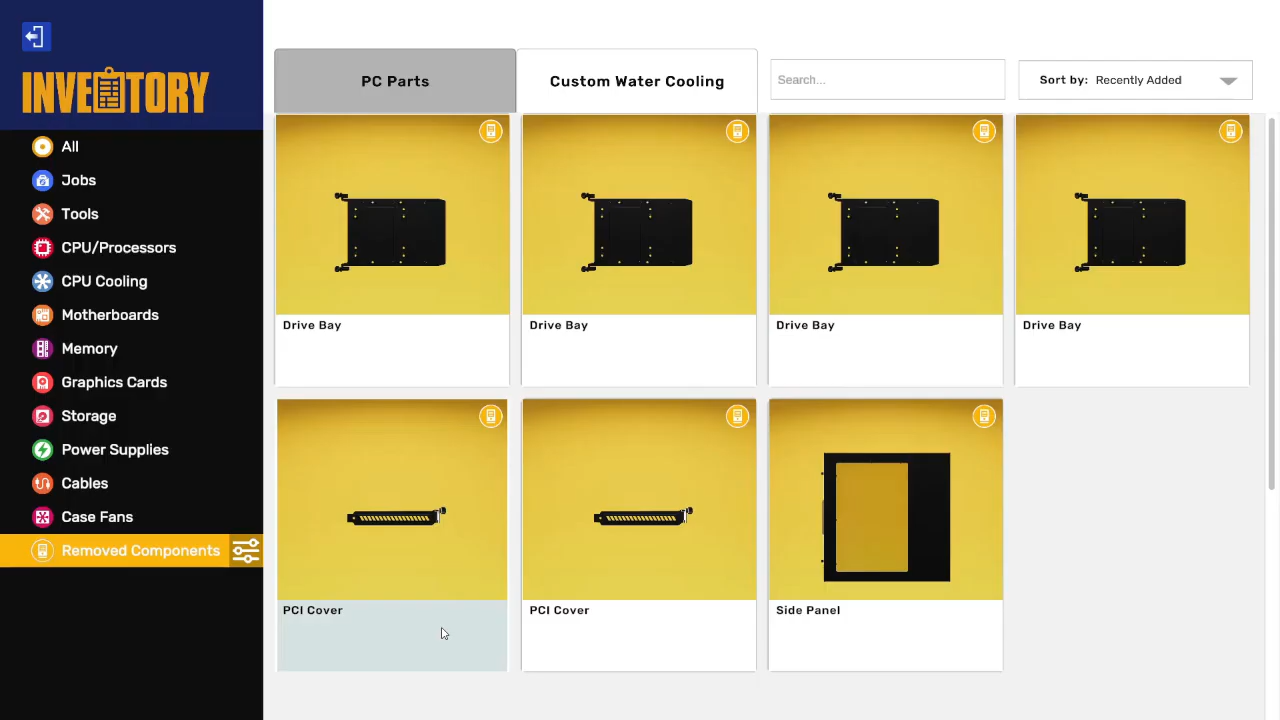 INVENTORY
All
Jobs
Tools
CPU/Processors
CPU Cooling
Motherboards
Memory
Graphics Cards
Storage
Power Supplies
Cables
Case Fans
Removed Components
PC Parts
Custom Water Cooling
Search...
Sort by: Recently Added
Drive Bay
Drive Bay
Drive Bay
Drive Bay
PCI Cover
PCI Cover
Side Panel